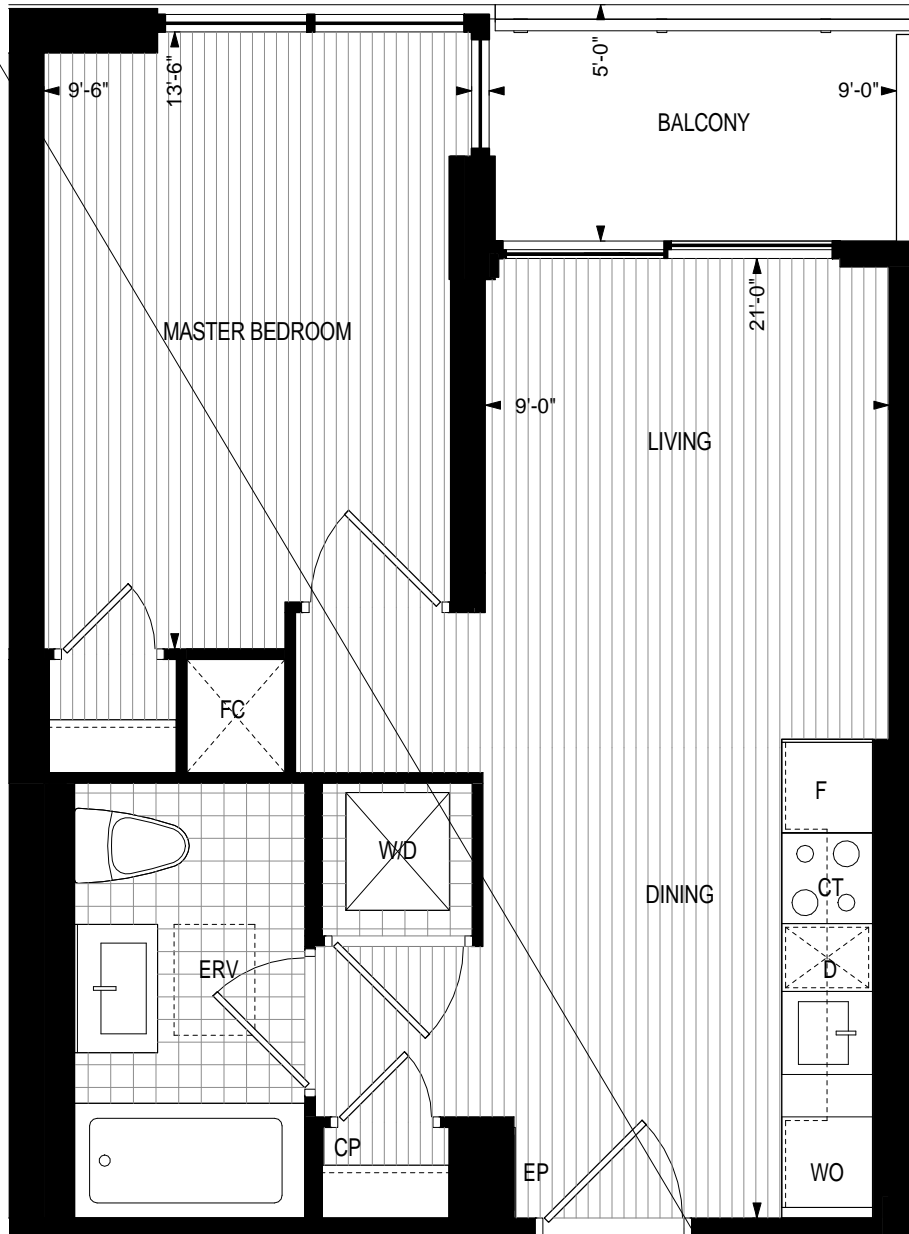 9'-6"
13'-6"
5'-0"
9'-0"
BALCONY
21'-0"
MASTER BEDROOM
9'-0"
LIVING
FC
F
W/D
CT
DINING
ERV
D
CP
EP
WO